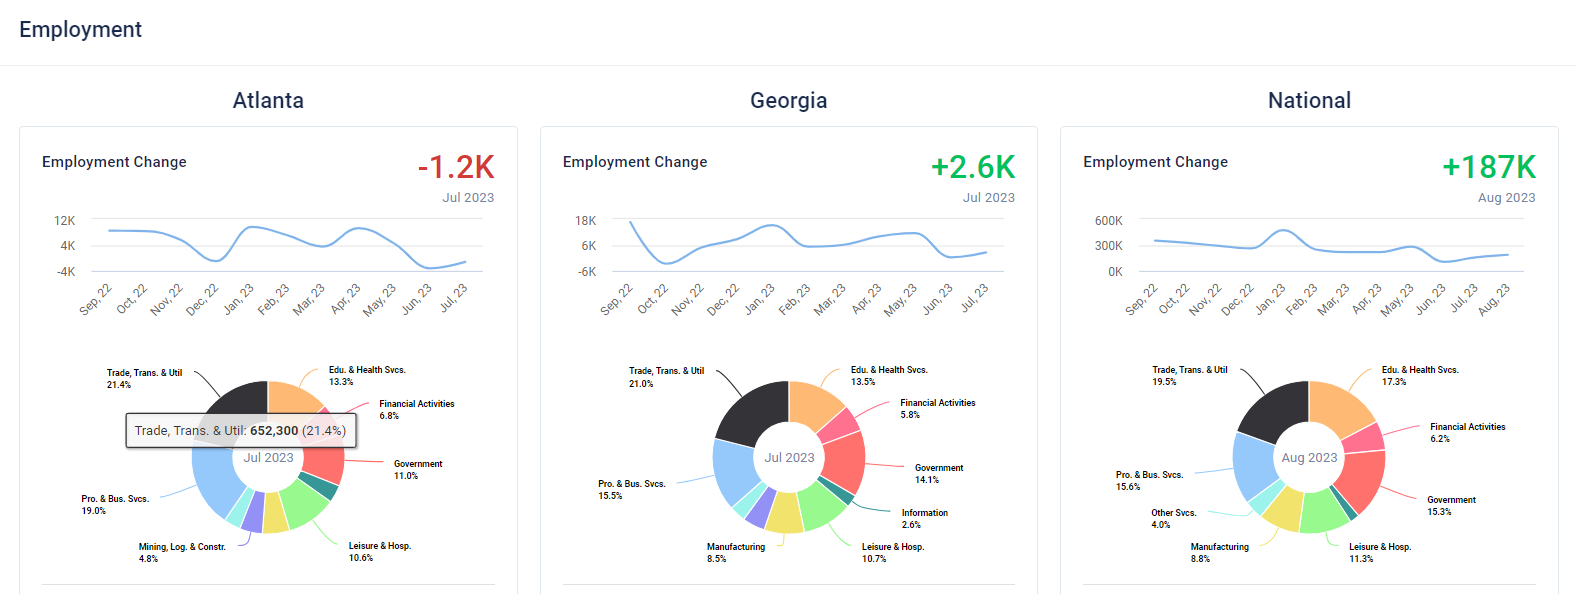 Employment
Atlanta
Employment Change
-1.2K
Jul 2023
12K
4K
-4K
Sep, 22
Oct, 22
Nov, 22
Dec, 22
Jan, 23
Feb, 23
Mar, 23
Apr, 23
May, 23
Jun, 23
Jul, 23
Trade, Trans. & Util
21.4%
Edu. & Health Svcs.
13.3%
Financial Activities
6.8%
Trade, Trans. & Util: 652,300 (21.4%)
Jul 2023
Government
11.0%
Pro. & Bus. Svcs.
19.0%
Mining, Log. & Constr.
4.8%
Leisure & Hosp.
10.6%
Georgia
Employment Change
+2.6K
Jul 2023
18K
6K
-6K
Sep, 22
Oct, 22
Nov, 22
Dec, 22
Jan, 23
Feb, 23
Mar, 23
Apr, 23
May, 23
Jun, 23
Jul, 23
Trade, Trans. & Util
21.0%
Edu. & Health Svcs.
13.5%
Financial Activities
5.8%
Jul 2023
Government
14.1%
Pro. & Bus. Svcs.
15.5%
Information
2.6%
Manufacturing
8.5%
Leisure & Hosp.
10.7%
National
Employment Change
+187K
Aug 2023
600K
300K
0K
Sep, 22
Oct, 22
Nov, 22
Dec, 22
Jan, 23
Feb, 23
Mar, 23
Apr, 23
May, 23
Jun, 23
Jul, 23
Aug, 23
Trade, Trans. & Util
19.5%
Edu. & Health Svcs.
17.3%
Financial Activities
6.2%
Aug 2023
Pro. & Bus. Svcs.
15.6%
Government
15.3%
Other Svcs.
4.0%
Manufacturing
8.8%
Leisure & Hosp.
11.3%